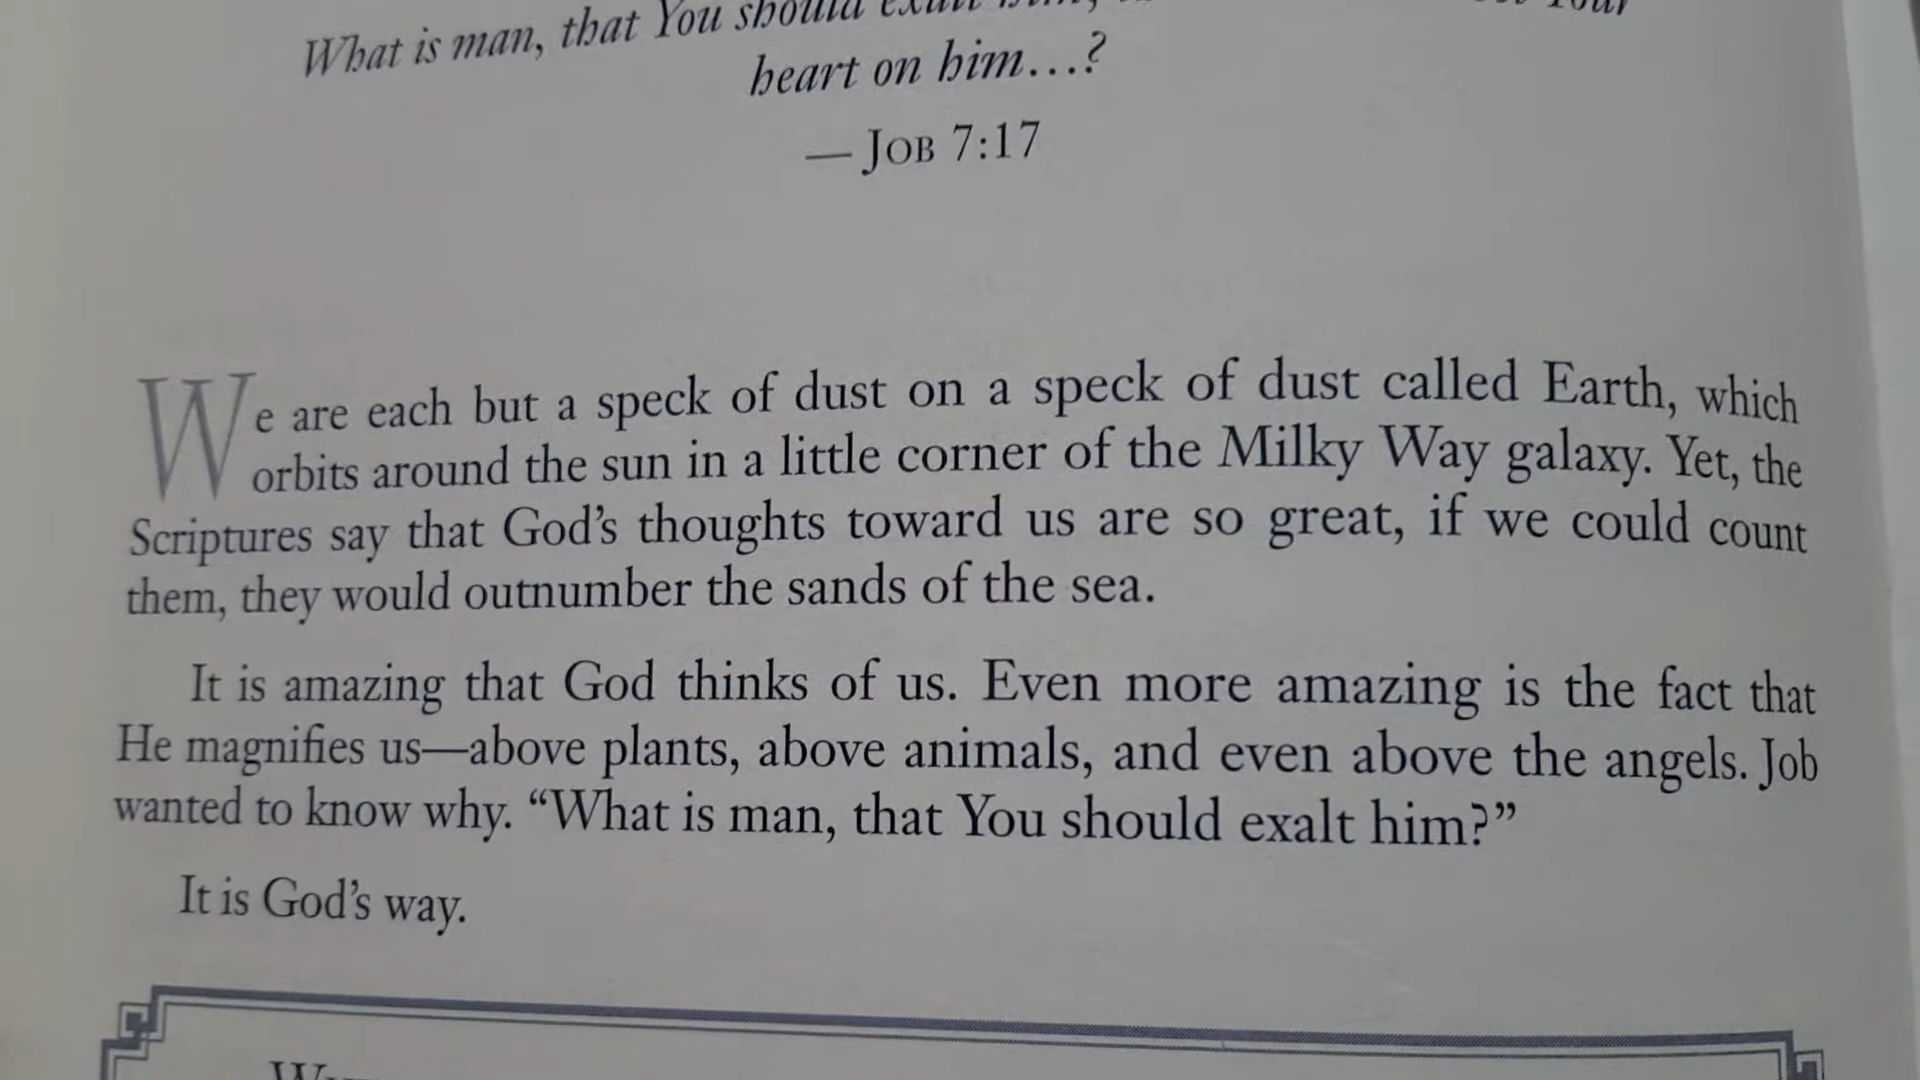 What is man, that You should exalt him,
Your
heart on him...?
— JOB 7:17
We are each but a speck of dust on a speck of dust called Earth, which
orbits around the sun in a little corner of the Milky Way galaxy. Yet, the
Scriptures say that God's thoughts toward us are so great, if we could count
them, they would outnumber the sands of the sea.
It is amazing that God thinks of us. Even more amazing is the fact that
He magnifies us—above plants, above animals, and even above the angels. Job
wanted to know why. “What is man, that You should exalt him?”
It is God's way.